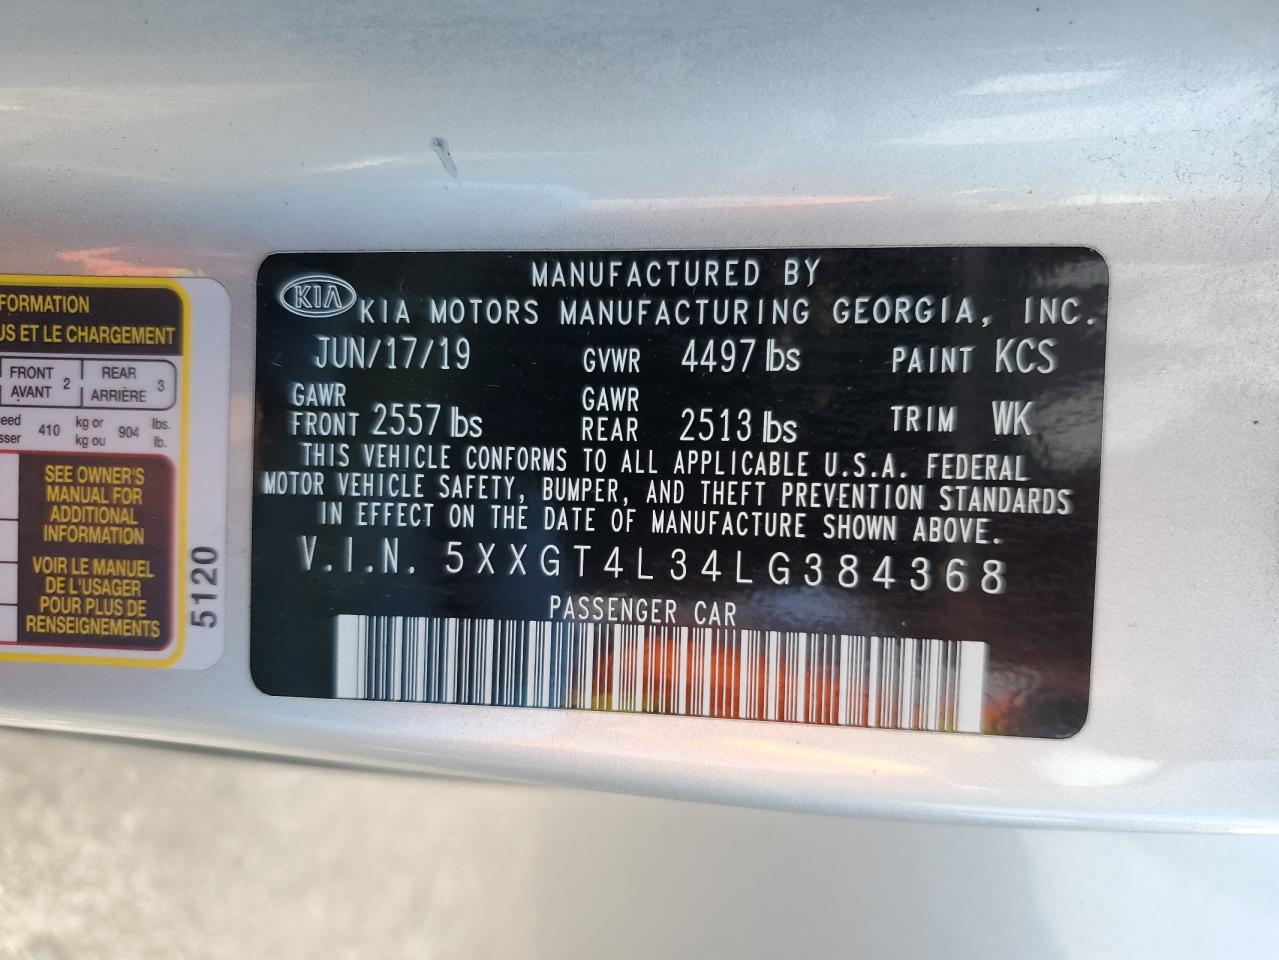 FORMATION
US ET LE CHARGEMENT
FRONT
AVANT 2
REAR
ARRIÈRE 3
410 kg or
kg ou 904 lbs.
lb.
SEE OWNER'S
MANUAL FOR
ADDITIONAL
INFORMATION
VOIR LE MANUEL
DE L'USAGER
POUR PLUS DE
RENSEIGNEMENTS
5120
MANUFACTURED BY
KIA KIA MOTORS MANUFACTURING GEORGIA, INC.
JUN/17/19 GVWR 4497 lbs PAINT KCS
GAWR
FRONT 2557 lbs
GAWR
REAR 2513 lbs
TRIM WK
THIS VEHICLE CONFORMS TO ALL APPLICABLE U.S.A. FEDERAL
MOTOR VEHICLE SAFETY, BUMPER, AND THEFT PREVENTION STANDARDS
IN EFFECT ON THE DATE OF MANUFACTURE SHOWN ABOVE.
V.I.N. 5XXGT4L34LG384368
PASSENGER CAR